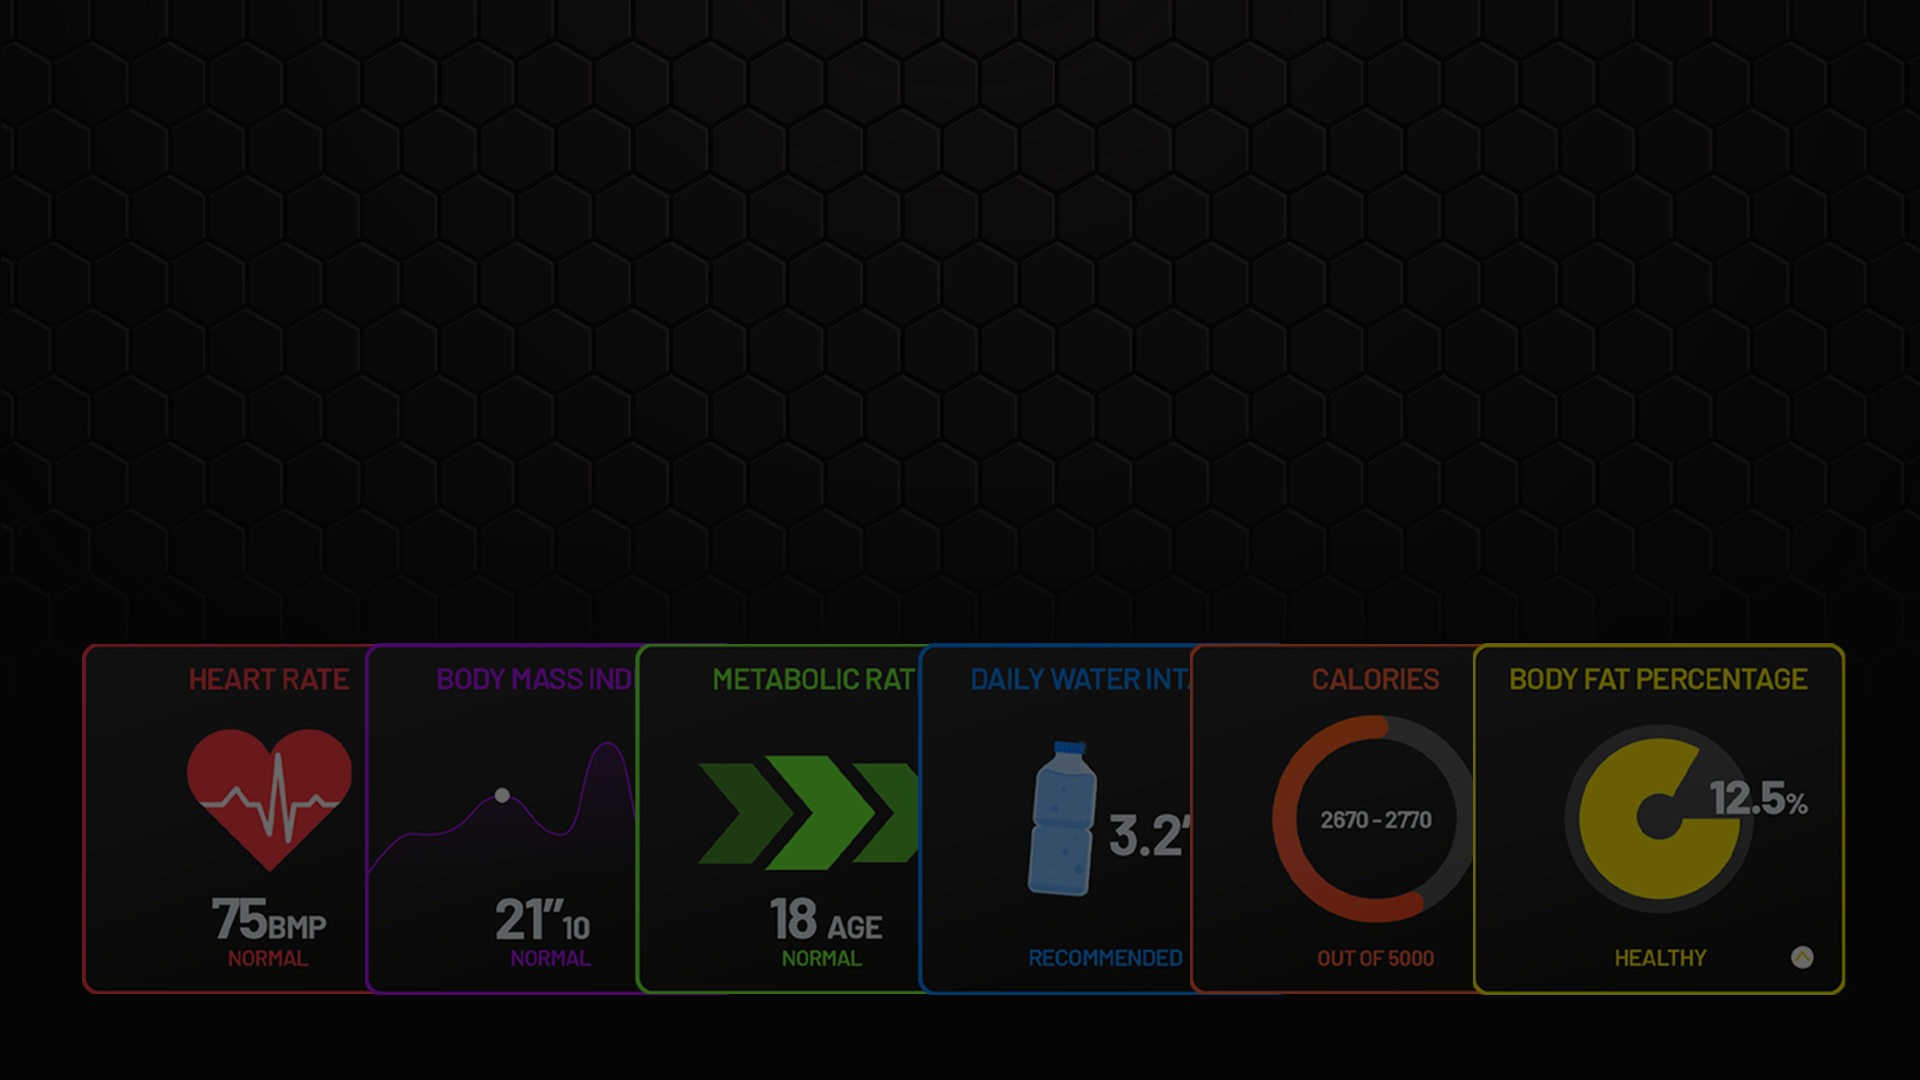 HEART RATE
75BMP
NORMAL
BODY MASS IND
21”10
NORMAL
METABOLIC RAT
18 AGE
NORMAL
DAILY WATER INT
3.2’
RECOMMENDED
CALORIES
2670 - 2770
OUT OF 5000
BODY FAT PERCENTAGE
12.5%
HEALTHY